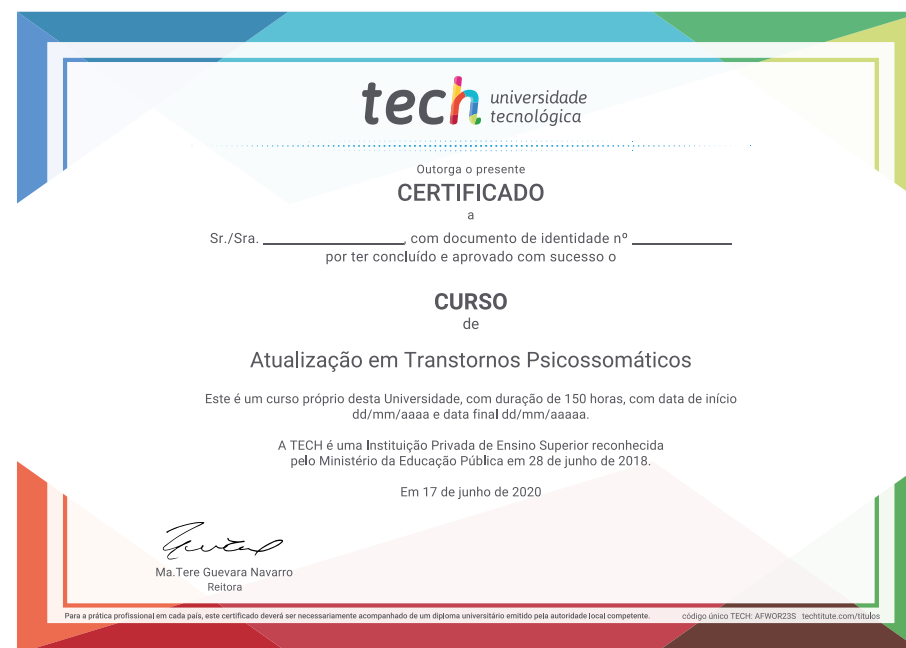 tech universidade
tecnológica
Outorga o presente
CERTIFICADO
a
Sr./Sra. _______________, com documento de identidade nº ___________
por ter concluído e aprovado com sucesso o
CURSO
de
Atualização em Transtornos Psicossomáticos
Este é um curso próprio desta Universidade, com duração de 150 horas, com data de início
dd/mm/aaaa e data final dd/mm/aaaaa.
A TECH é uma Instituição Privada de Ensino Superior reconhecida
pelo Ministério da Educação Pública em 28 de junho de 2018.
Em 17 de junho de 2020
Ma.Tere Guevara Navarro
Reitora
Para a prática profissional em cada país, este certificado deverá ser necessariamente acompanhado de um diploma universitário emitido pela autoridade local competente. código único TECH: AFWOR23S techtitute.com/titulos